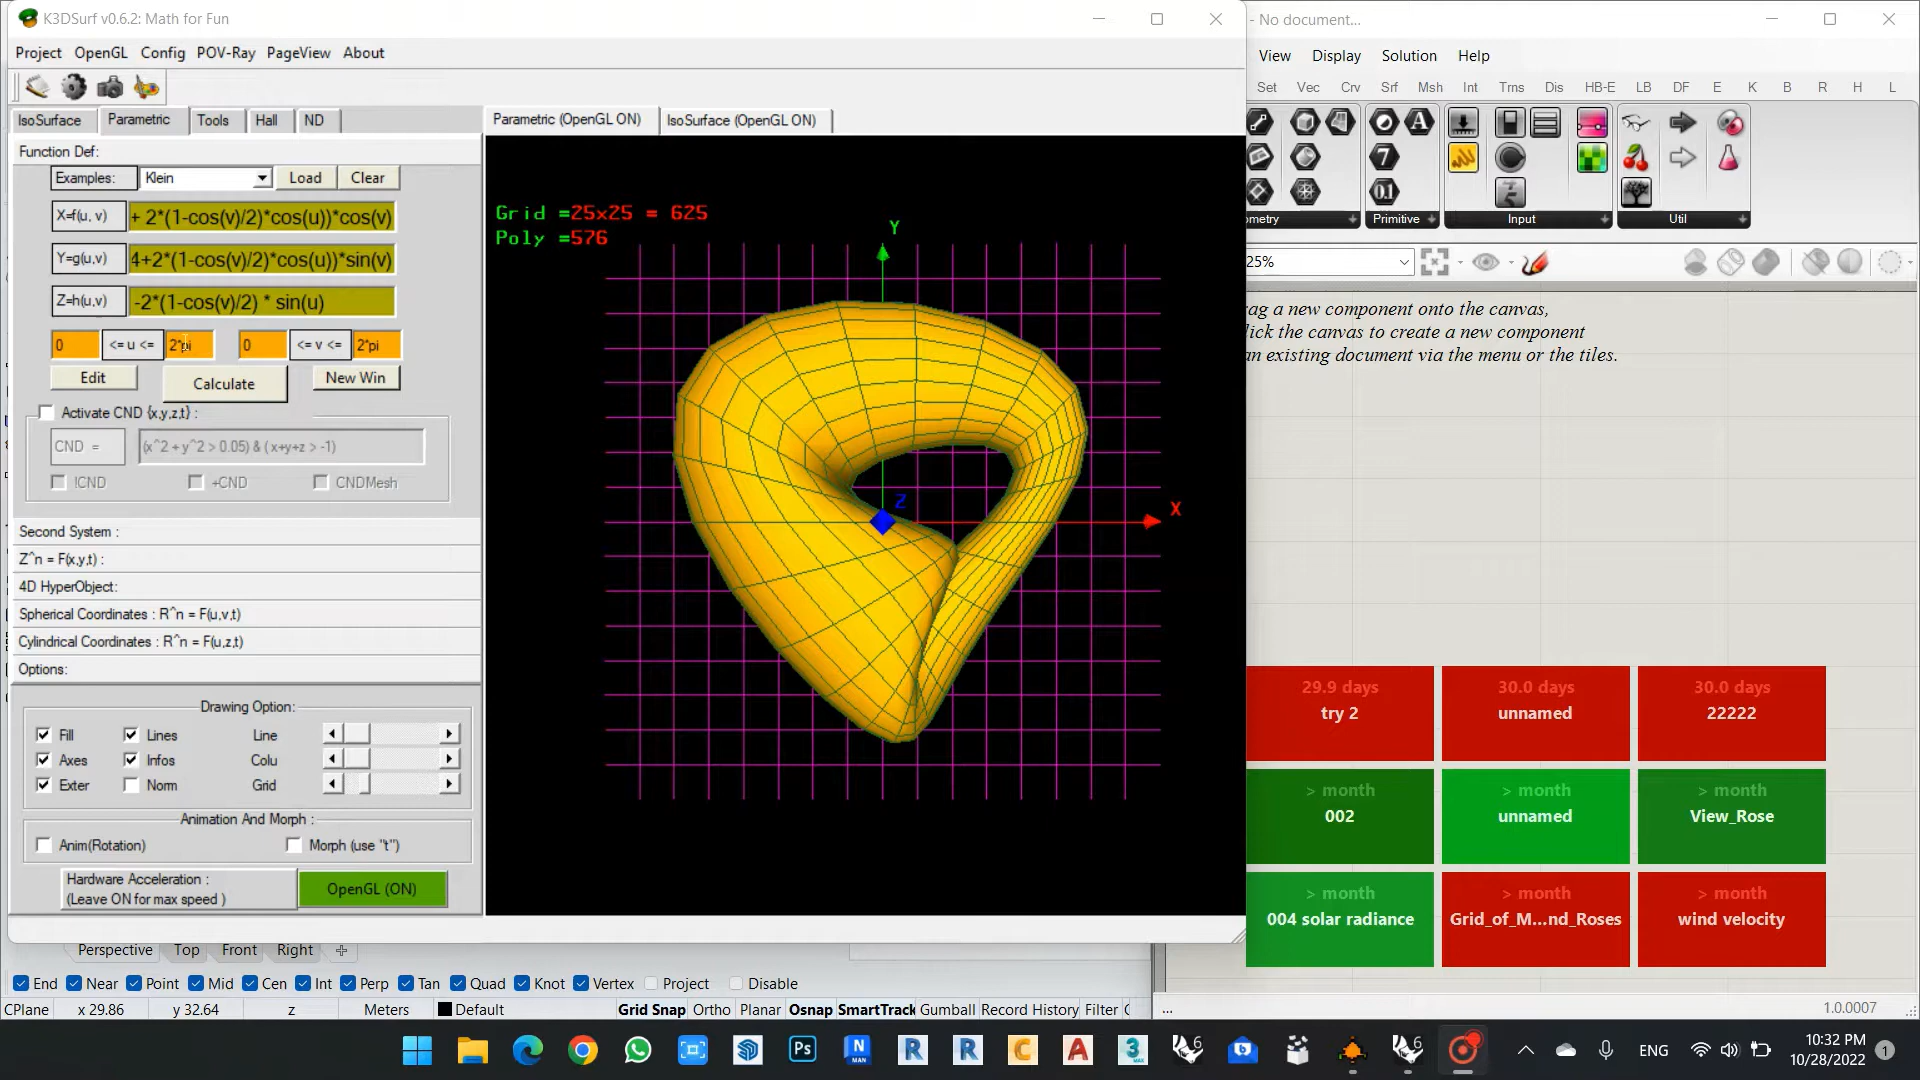 K3DSurf v0.6.2: Math for Fun
Project OpenGL Config POV-Ray PageView About
IsoSurface Parametric Tools Hall ND
Function Def:
Examples: Klein Load Clear
X=f(u, v) + 2*(1-cos(v)/2)*cos(u))*cos(v)
Y=g(u,v) 4+2*(1-cos(v)/2)*cos(u))*sin(v)
Z=h(u,v) -2*(1-cos(v)/2) * sin(u)
0 <= u <= 2*pi 0 <= v <= 2*pi
Edit Calculate New Win
Activate CND {x,y,z,t} :
CND = (x^2 + y^2 > 0.05) & ( x+y+z > -1)
!CND +CND CNDMesh
Second System :
Z^n = F(x,y,t) :
4D HyperObject:
Spherical Coordinates : R^n = F(u,v,t)
Cylindrical Coordinates : R^n = F(u,z,t)
Options:
Drawing Option:
Fill Lines Line
Axes Infos Colu
Exter Norm Grid
Animation And Morph :
Anim(Rotation) Morph (use "t")
Hardware Acceleration :
(Leave ON for max speed )
OpenGL (ON)
Parametric (OpenGL ON) IsoSurface (OpenGL ON)
Grid =25x25 = 625
Poly =576
Y
Z
X
- No document...
View Display Solution Help
Set Vec Crv Srf Msh Int Trns Dis HB-E LB DF E K B R H L
ometry Primitive Input Util
25%
ag a new component onto the canvas,
lick the canvas to create a new component
an existing document via the menu or the tiles.
29.9 days
try 2
30.0 days
unnamed
30.0 days
22222
> month
002
> month
unnamed
> month
View_Rose
> month
004 solar radiance
> month
Grid_of_M...nd_Roses
> month
wind velocity
1.0.0007
...
Perspective Top Front Right
End Near Point Mid Cen Int Perp Tan Quad Knot Vertex Project Disable
CPlane x 29.86 y 32.64 z Meters Default Grid Snap Ortho Planar Osnap SmartTrack Gumball Record History Filter
ENG
10:32 PM
10/28/2022
1